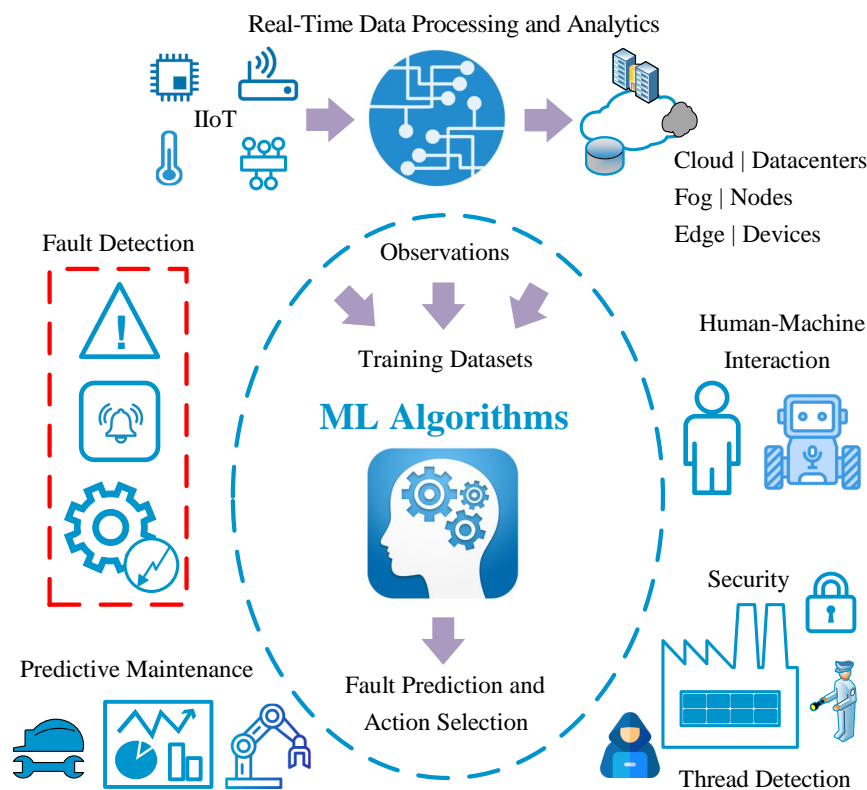 Real-Time Data Processing and Analytics
IIoT
Cloud | Datacenters
Fog | Nodes
Edge | Devices
Fault Detection
!
Observations
Training Datasets
ML Algorithms
Human-Machine
Interaction
Security
Predictive Maintenance
Fault Prediction and
Action Selection
Thread Detection